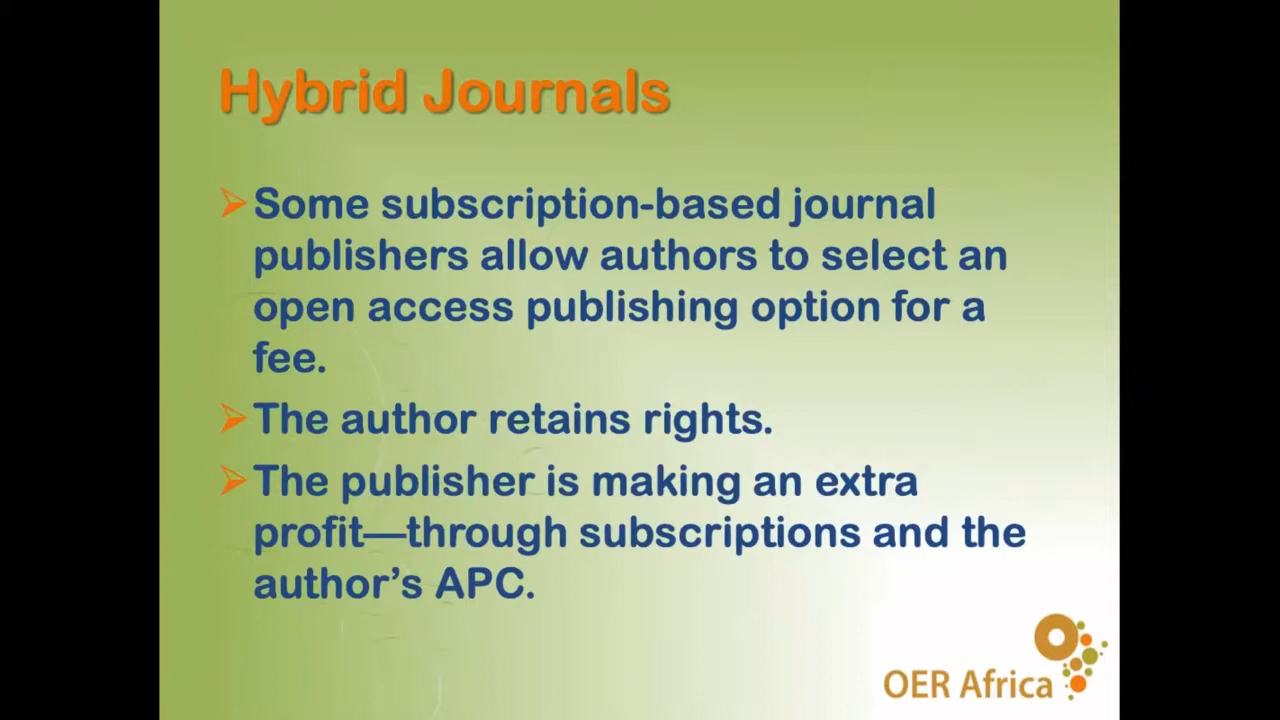 Hybrid Journals
Some subscription-based journal
publishers allow authors to select an
open access publishing option for a
fee.
The author retains rights.
The publisher is making an extra
profit—through subscriptions and the
author’s APC.
OER Africa